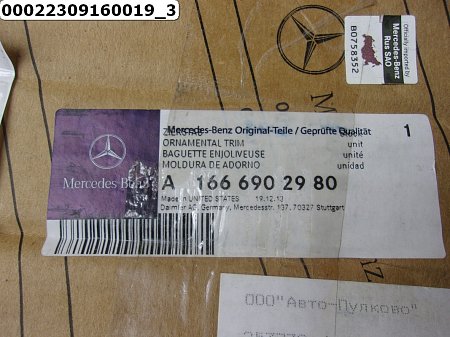 00022309160019_3
Officially imported by
Mercedes-Benz
Rus SAO
B0758352
Mercedes-Benz Original-Teile / Geprüfte Qualität
1
ORNAMENTAL TRIM
unit
BAGUETTE ENJOLIVEUSE
unité
MOLDURA DE ADORNO
unidad
Mercedes Benz
A 166 690 29 80
Made in UNITED STATES 19.12.13
Daimler AG, Germany, Mercedesstr. 137, 70327 Stuttgart
ООО "Авто-Пулково"